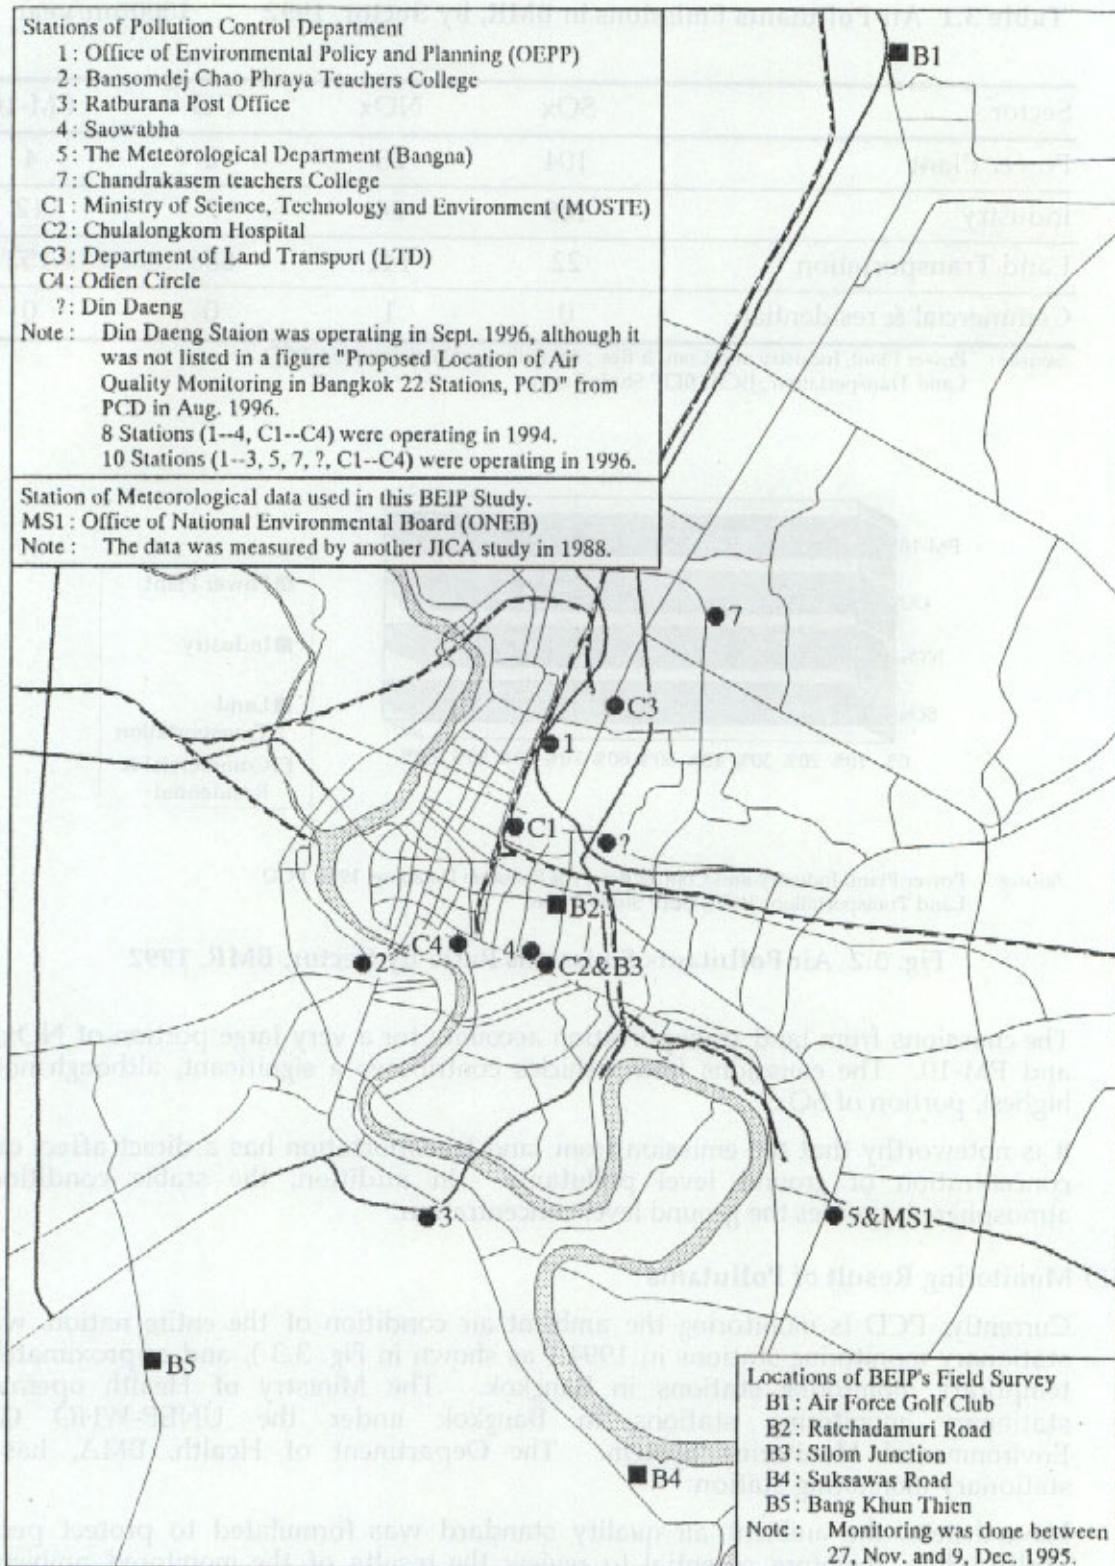 Stations of Pollution Control Department
1 : Office of Environmental Policy and Planning (OEPP)
2 : Bansomdej Chao Phraya Teachers College
3 : Ratburana Post Office
4 : Saowabha
5 : The Meteorological Department (Bangna)
7 : Chandrakasem teachers College
C1 : Ministry of Science, Technology and Environment (MOSTE)
C2 : Chulalongkorn Hospital
C3 : Department of Land Transport (LTD)
C4 : Odien Circle
? : Din Daeng
Note : Din Daeng Staion was operating in Sept. 1996, although it
was not listed in a figure "Proposed Location of Air
Quality Monitoring in Bangkok 22 Stations, PCD" from
PCD in Aug. 1996.
8 Stations (1--4, C1--C4) were operating in 1994.
10 Stations (1--3, 5, 7, ?, C1--C4) were operating in 1996.
Station of Meteorological data used in this BEIP Study.
MS1 : Office of National Environmental Board (ONEB)
Note : The data was measured by another JICA study in 1988.
B1
7
C3
1
C1
?
B2
C4
4
2
C2&B3
3
5&MS1
B5
B4
Locations of BEIP's Field Survey
B1 : Air Force Golf Club
B2 : Ratchadamuri Road
B3 : Silom Junction
B4 : Suksawas Road
B5 : Bang Khun Thien
Note : Monitoring was done between
27, Nov. and 9, Dec. 1995.